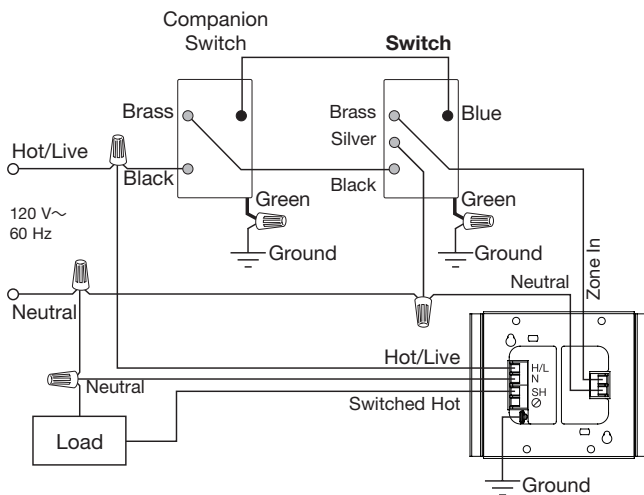 Companion
Switch
Switch
Brass
Brass
Blue
Silver
Hot/Live
Black
Black
Green
Green
120 V~
60 Hz
Ground
Ground
Zone In
Neutral
Neutral
Hot/Live
H/L
N
Neutral
SH
Switched Hot
Load
Ground